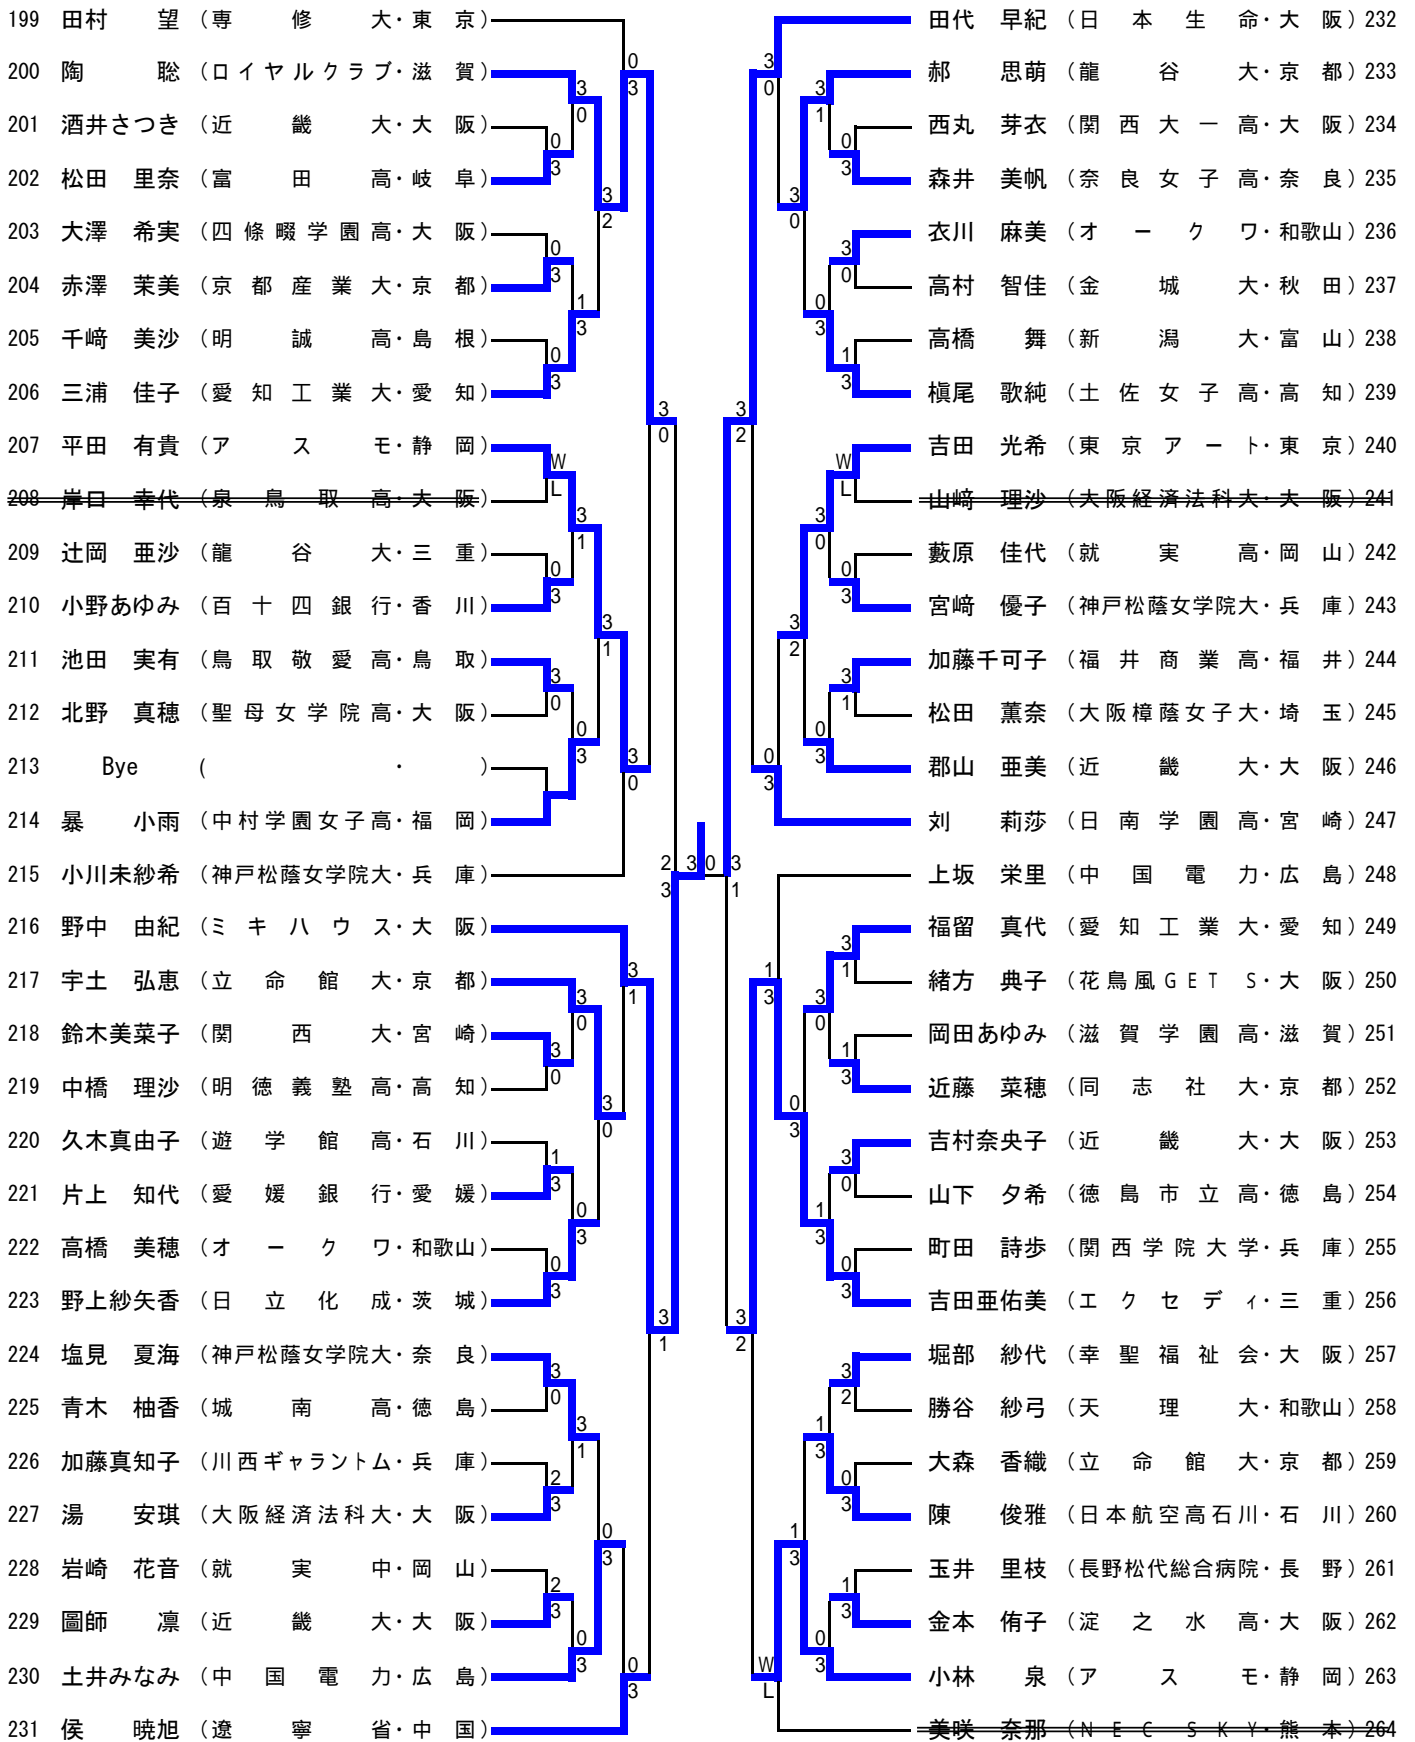 199 田村 望 (専修大・東京)
200 陶 聡 (ロイヤルクラブ・滋賀)
201 酒井さつき (近畿大・大阪)
202 松田 里奈 (富田高・岐阜)
203 大澤 希実 (四條畷学園高・大阪)
204 赤澤 茉美 (京都産業大・京都)
205 千﨑 美沙 (明誠高・島根)
206 三浦 佳子 (愛知工業大・愛知)
207 平田 有貴 (アスモ・静岡)
208 岸口 幸代 (泉鳥取高・大阪)
209 辻岡 亜沙 (龍谷大・三重)
210 小野あゆみ (百十四銀行・香川)
211 池田 実有 (鳥取敬愛高・鳥取)
212 北野 真穂 (聖母女学院高・大阪)
213 Bye ( ・ )
214 暴 小雨 (中村学園女子高・福岡)
215 小川未紗希 (神戸松蔭女学院大・兵庫)
216 野中 由紀 (ミキハウス・大阪)
217 宇土 弘恵 (立命館大・京都)
218 鈴木美菜子 (関西大・宮崎)
219 中橋 理沙 (明徳義塾高・高知)
220 久木真由子 (遊学館高・石川)
221 片上 知代 (愛媛銀行・愛媛)
222 高橋 美穂 (オークワ・和歌山)
223 野上紗矢香 (日立化成・茨城)
224 塩見 夏海 (神戸松蔭女学院大・奈良)
225 青木 柚香 (城南高・徳島)
226 加藤真知子 (川西ギャラントム・兵庫)
227 湯 安琪 (大阪経済法科大・大阪)
228 岩崎 花音 (就実中・岡山)
229 圖師 凛 (近畿大・大阪)
230 土井みなみ (中国電力・広島)
231 侯 暁旭 (遼寧省・中国)
田代 早紀 (日本生命・大阪) 232
郝 思萌 (龍谷大・京都) 233
西丸 芽衣 (関西大一高・大阪) 234
森井 美帆 (奈良女子高・奈良) 235
衣川 麻美 (オークワ・和歌山) 236
高村 智佳 (金城大・秋田) 237
高橋 舞 (新潟大・富山) 238
槇尾 歌純 (土佐女子高・高知) 239
吉田 光希 (東京アート・東京) 240
山﨑 理沙 (大阪経済法科大・大阪) 241
藪原 佳代 (就実高・岡山) 242
宮﨑 優子 (神戸松蔭女学院大・兵庫) 243
加藤千可子 (福井商業高・福井) 244
松田 薫奈 (大阪樟蔭女子大・埼玉) 245
郡山 亜美 (近畿大・大阪) 246
刘 莉莎 (日南学園高・宮崎) 247
上坂 栄里 (中国電力・広島) 248
福留 真代 (愛知工業大・愛知) 249
緒方 典子 (花鳥風GETS・大阪) 250
岡田あゆみ (滋賀学園高・滋賀) 251
近藤 菜穂 (同志社大・京都) 252
吉村奈央子 (近畿大・大阪) 253
山下 夕希 (徳島市立高・徳島) 254
町田 詩歩 (関西学院大学・兵庫) 255
吉田亜佑美 (エクセディ・三重) 256
堀部 紗代 (幸聖福祉会・大阪) 257
勝谷 紗弓 (天理大・和歌山) 258
大森 香織 (立命館大・京都) 259
陳 俊雅 (日本航空高石川・石川) 260
玉井 里枝 (長野松代総合病院・長野) 261
金本 侑子 (淀之水高・大阪) 262
小林 泉 (アスモ・静岡) 263
美咲 奈那 (NEC SKY・熊本) 264